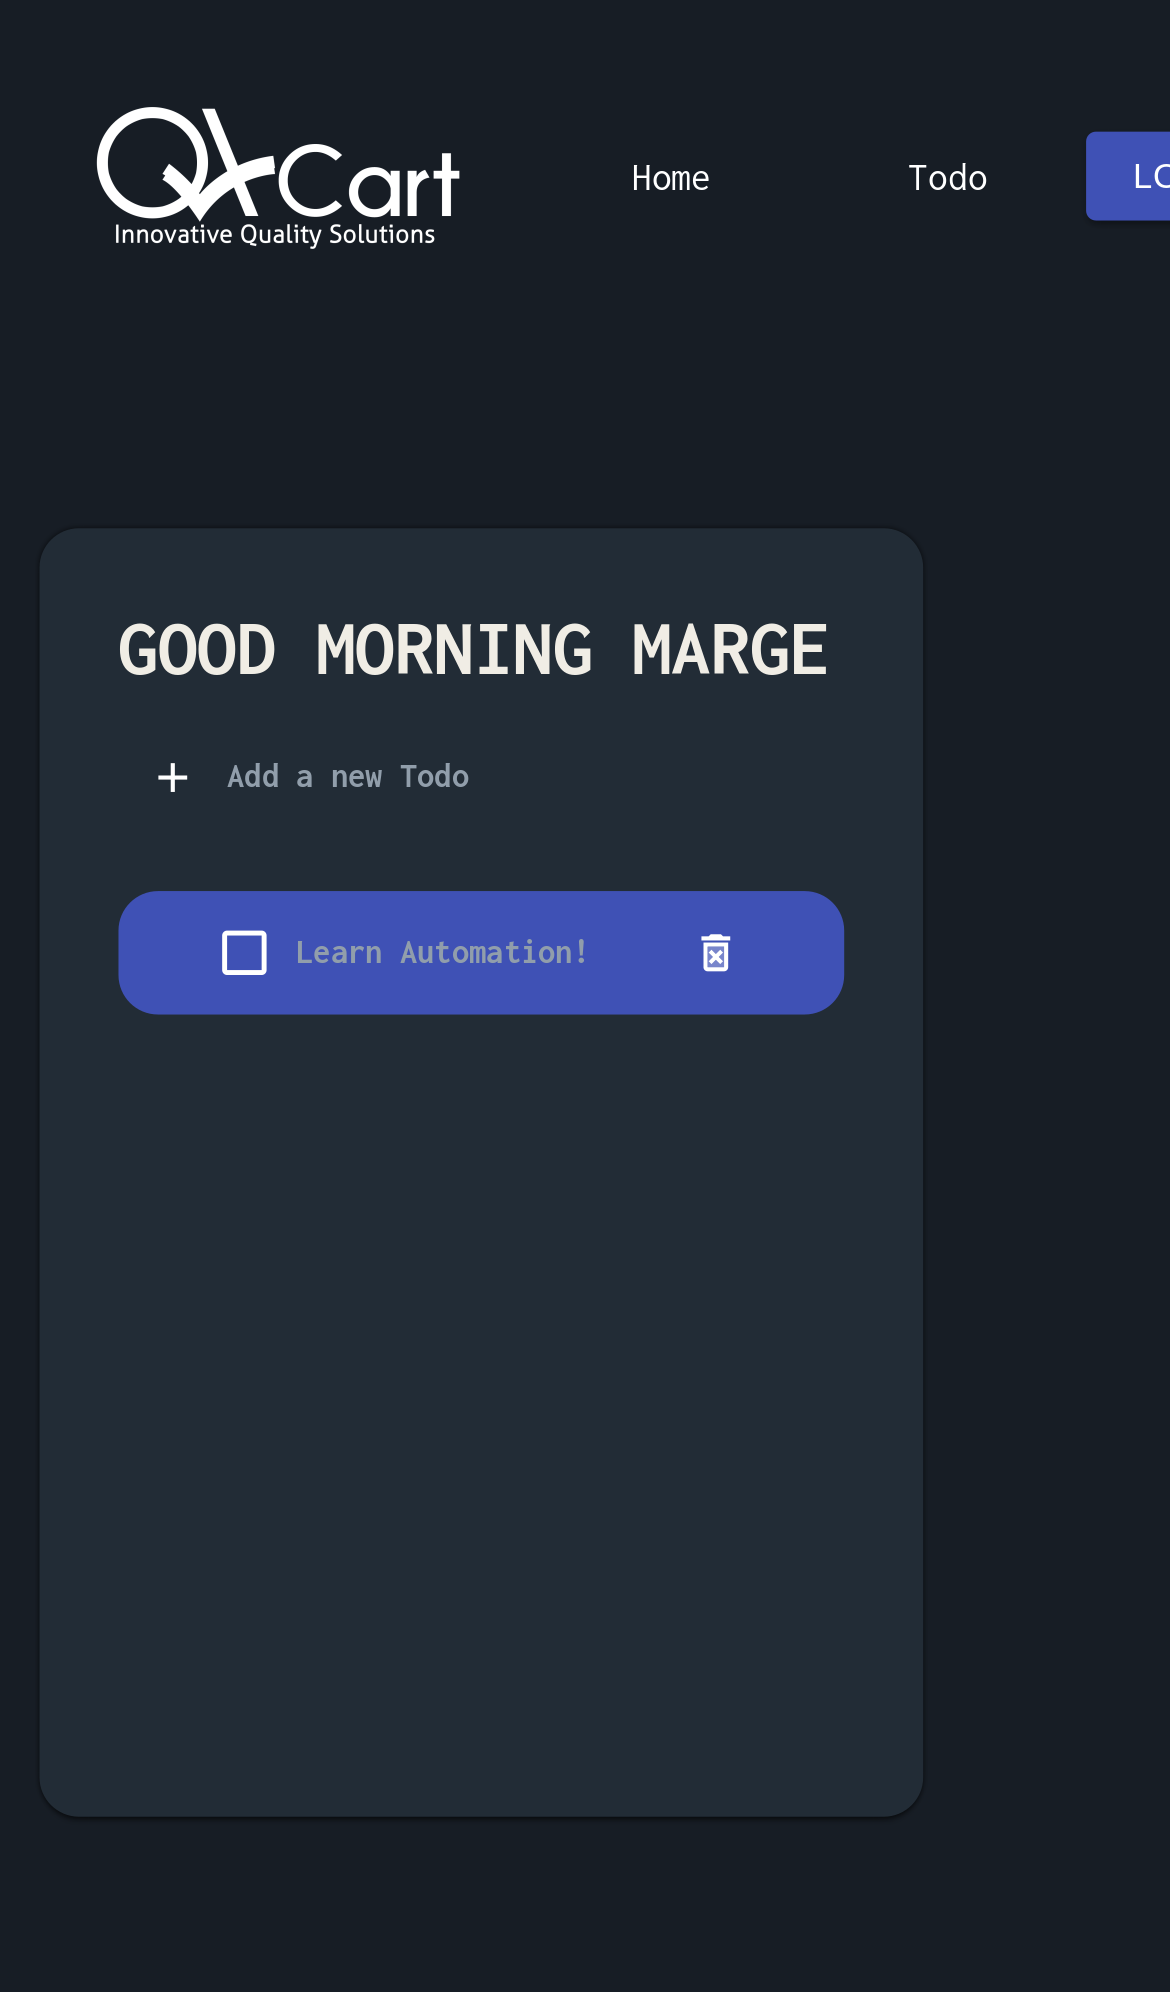 QACart
Innovative Quality Solutions
Home
Todo
LO
GOOD MORNING MARGE
Add a new Todo
Learn Automation!